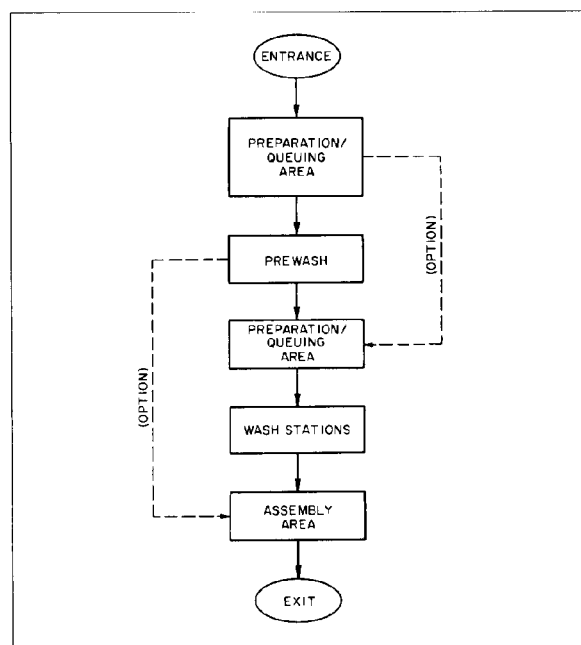 ENTRANCE
PREPARATION/
QUEUING
AREA
(OPTION)
PREWASH
PREPARATION/
QUEUING
AREA
(OPTION)
WASH STATIONS
ASSEMBLY
AREA
EXIT